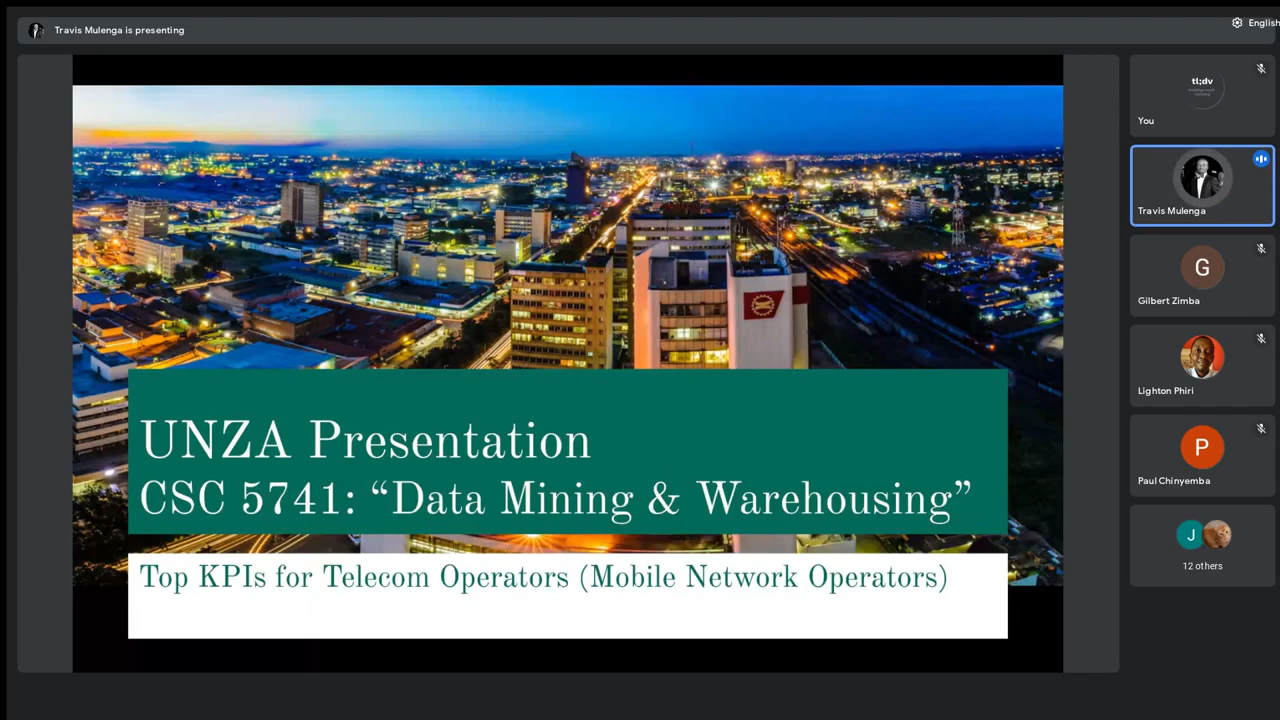 Travis Mulenga is presenting
English
tl;dv
You
Travis Mulenga
G
Gilbert Zimba
Lighton Phiri
P
Paul Chinyemba
J
12 others
UNZA Presentation
CSC 5741: “Data Mining & Warehousing”
Top KPIs for Telecom Operators (Mobile Network Operators)